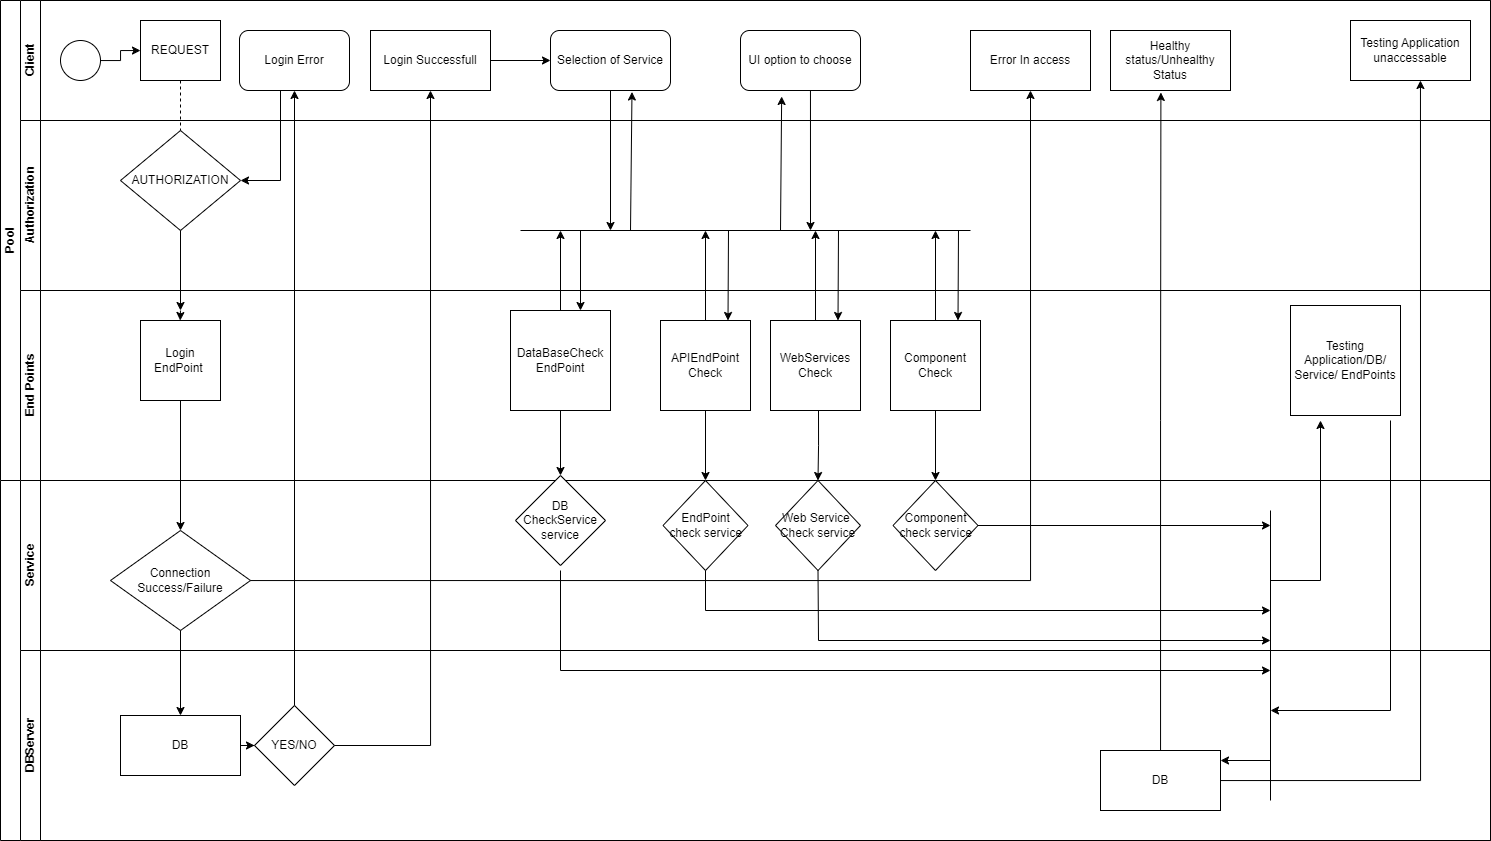 Pool
Client
REQUEST
Login Error
Login Successfull
Selection of Service
UI option to choose
Error In access
Healthy
status/Unhealthy
Status
Testing Application
unaccessable
Authorization
AUTHORIZATION
End Points
Login
EndPoint
DataBaseCheck
EndPoint
APIEndPoint
Check
WebServices
Check
Component
Check
Testing
Application/DB/
Service/ EndPoints
Service
Connection
Success/Failure
DB
CheckService
service
EndPoint
check service
Web Service
Check service
Component
check service
DBServer
DB
YES/NO
DB